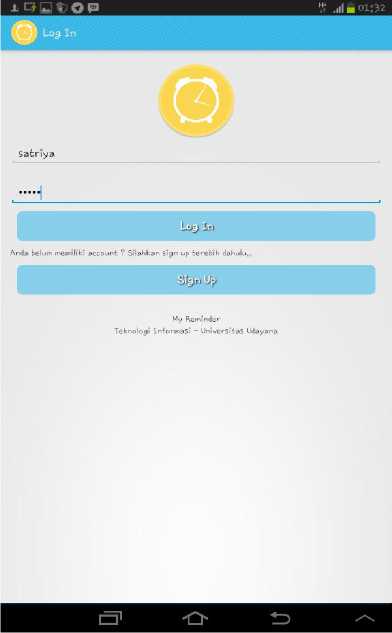 01:32
Log In
satriya
•••••
Log In
Anda belum memiliki account ? Silahkan sign up terebih dahulu...
Sign Up
My Reminder
Teknologi Informasi - Universitas Udayana